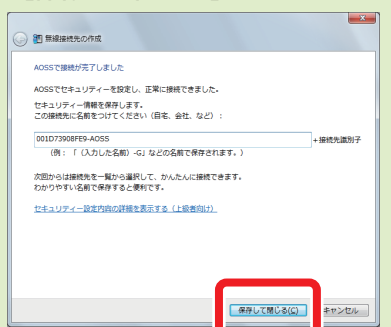 無線接続先の作成
AOSSで接続が完了しました
AOSSでセキュリティーを設定し、正常に接続できました。
セキュリティー情報を保存します。
この接続先に名前をつけてください（自宅、会社、など）：
001D73908FE9-AOSS
+接続先識別子
（例：「（入力した名前）-G」などの名前で保存されます。）
次回からは接続先を一覧から選択して、かんたんに接続できます。
わかりやすい名前で保存すると便利です。
セキュリティー設定内容の詳細を表示する（上級者向け）
保存して閉じる(C)
キャンセル